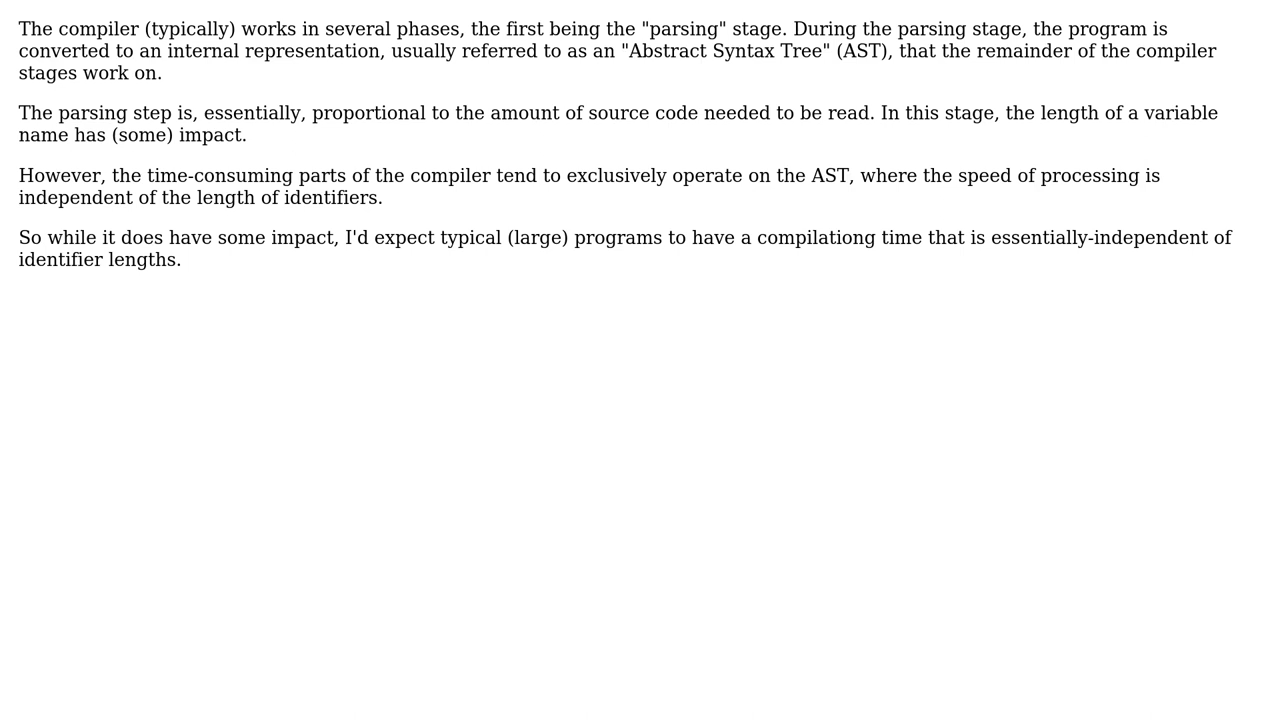 The compiler (typically) works in several phases, the first being the "parsing" stage. During the parsing stage, the program is
converted to an internal representation, usually referred to as an "Abstract Syntax Tree" (AST), that the remainder of the compiler
stages work on.
The parsing step is, essentially, proportional to the amount of source code needed to be read. In this stage, the length of a variable
name has (some) impact.
However, the time-consuming parts of the compiler tend to exclusively operate on the AST, where the speed of processing is
independent of the length of identifiers.
So while it does have some impact, I'd expect typical (large) programs to have a compilationg time that is essentially-independent of
identifier lengths.